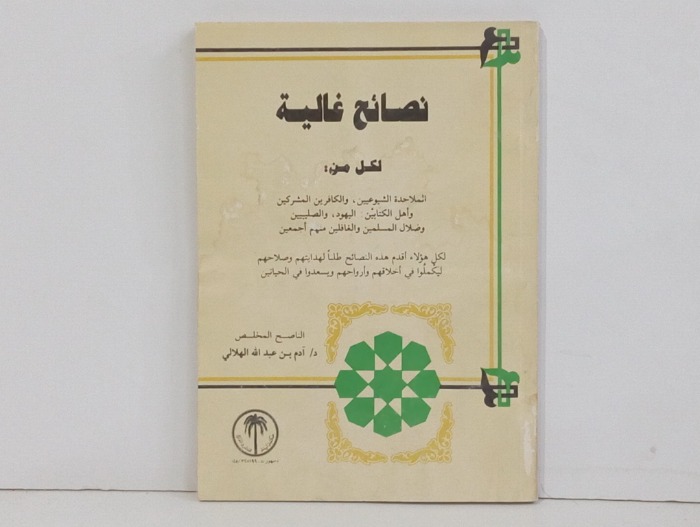 نصائح غالية
لكل من:
الملاحدة الشيوعيين، والكافرين المشركين
وأهل الكتابين: اليهود، والصليبيين
وضلال المسلمين والغافلين منهم أجمعين
لكل هؤلاء أقدم هذه النصائح طلباً لهدايتهم وصلاحهم
ليكملوا في أخلاقهم وأرواحهم ويسعدوا في الحياتين
الناصح المخلص
د/ آدم بن عبد الله الهلالي